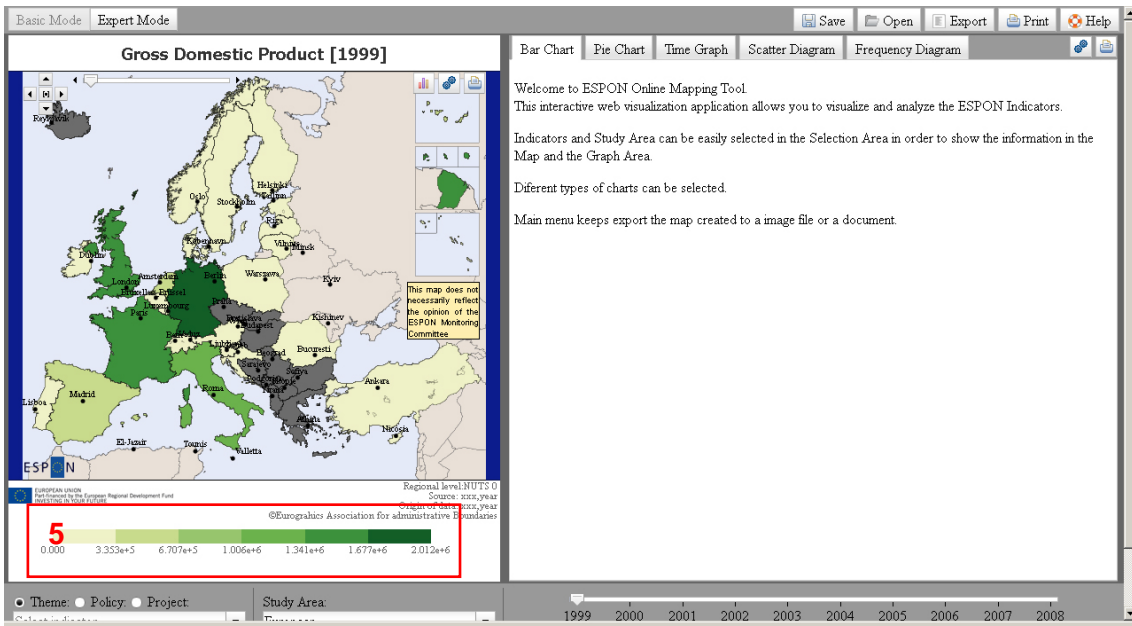 Basic Mode Expert Mode Save Open Export Print Help
Gross Domestic Product [1999]
Bar Chart Pie Chart Time Graph Scatter Diagram Frequency Diagram
Welcome to ESPON Online Mapping Tool.
This interactive web visualization application allows you to visualize and analyze the ESPON Indicators.
Indicators and Study Area can be easily selected in the Selection Area in order to show the information in the
Map and the Graph Area.
Diferent types of charts can be selected.
Main menu keeps export the map created to a image file or a document.
Reykjavik
Helsinki
Oslo
Stockholm
Tallinn
Riga
København
Vilnius
Minsk
Dublin
Amsterdam
Berlin
Warszawa
London
Kyiv
Paris
Luxembourg
Praha
Bratislava
Budapest
Kishinev
Bern
Vaduz
Ljubljana
Beograd
Bucuresti
Sarajevo
Sofiya
Roma
Ankara
Madrid
Lisboa
Athina
Nicosia
El-Jazair
Tounis
Valletta
This map does not
necessarily reflect
the opinion of the
ESPON Monitoring
Committee
ESPON
EUROPEAN UNION
Part-financed by the European Regional Development Fund
INVESTING IN YOUR FUTURE
Regional level:NUTS 0
Source: xxx,year
Origin of data: xxx,year
©Eurograhics Association for administrative Boundaries
5
0.000 3.353e+5 6.707e+5 1.006e+6 1.341e+6 1.677e+6 2.012e+6
Theme: Policy: Project: Study Area:
1999 2000 2001 2002 2003 2004 2005 2006 2007 2008